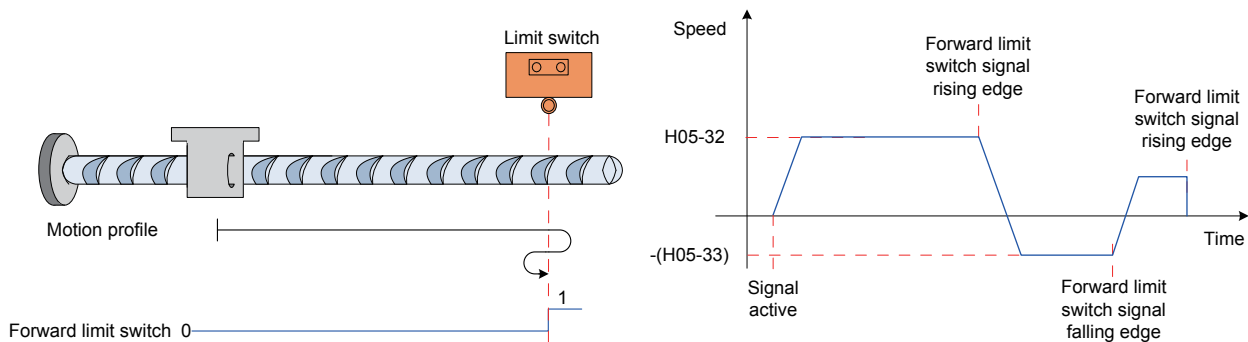 Limit switch
Motion profile
1
Forward limit switch 0
Speed
Forward limit
switch signal
rising edge
Forward limit
switch signal
rising edge
H05-32
Time
-(H05-33)
Signal
active
Forward limit
switch signal
falling edge